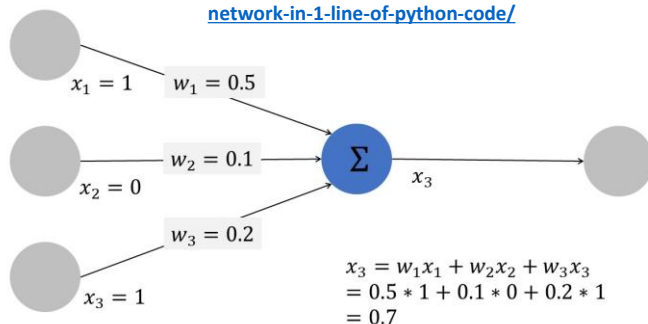 network-in-1-line-of-python-code/
x₁ = 1
w₁ = 0.5
x₂ = 0
w₂ = 0.1
Σ
x₃
w₃ = 0.2
x₃ = 1
x₃ = w₁x₁ + w₂x₂ + w₃x₃
= 0.5 * 1 + 0.1 * 0 + 0.2 * 1
= 0.7